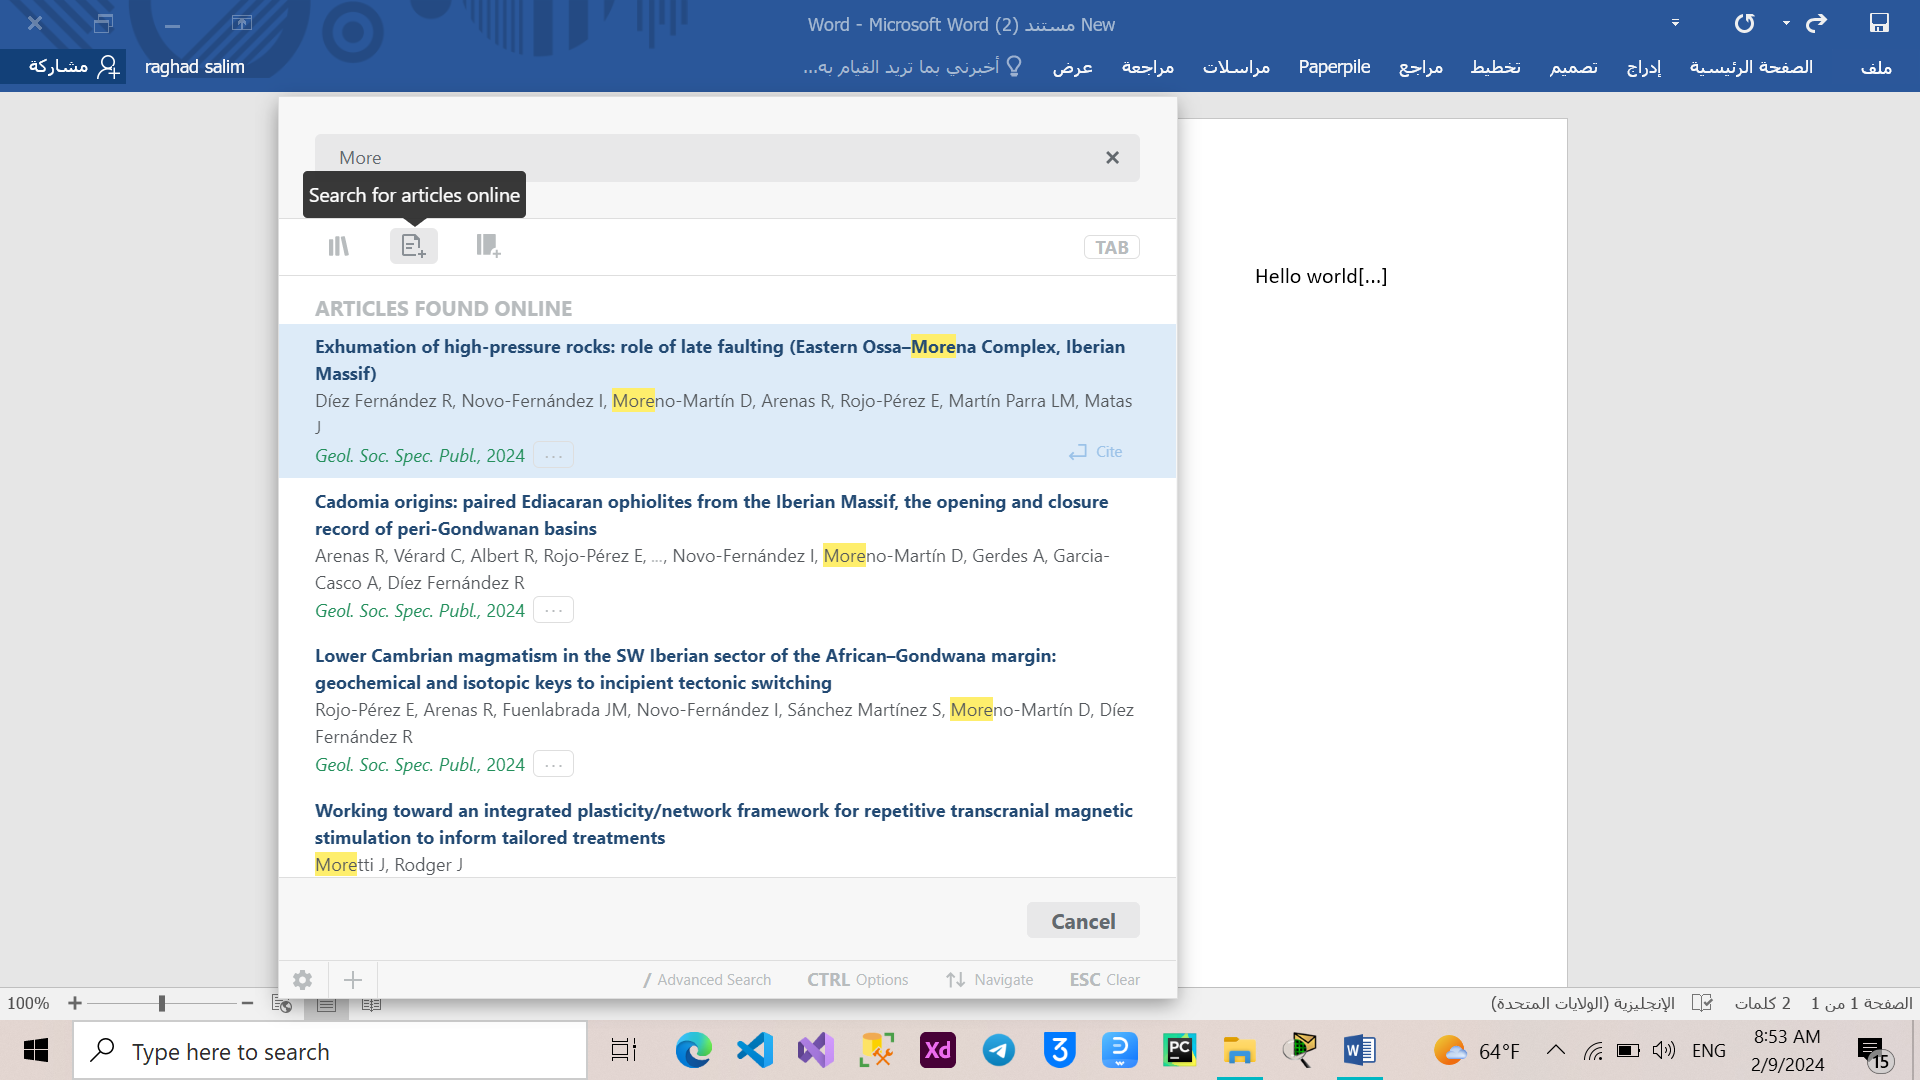 New مستند (2) Word - Microsoft Word
ملف
الصفحة الرئيسية
إدراج
تصميم
تخطيط
مراجع
Paperpile
مراسلات
مراجعة
عرض
أخبرني بما تريد القيام به...
raghad salim
مشاركة
More
Search for articles online
TAB
Hello world[...]
ARTICLES FOUND ONLINE
Exhumation of high-pressure rocks: role of late faulting (Eastern Ossa–Morena Complex, Iberian
Massif)
Díez Fernández R, Novo-Fernández I, Moreno-Martín D, Arenas R, Rojo-Pérez E, Martín Parra LM, Matas
J
Geol. Soc. Spec. Publ., 2024 ...
Cite
Cadomia origins: paired Ediacaran ophiolites from the Iberian Massif, the opening and closure
record of peri-Gondwanan basins
Arenas R, Vérard C, Albert R, Rojo-Pérez E, ..., Novo-Fernández I, Moreno-Martín D, Gerdes A, Garcia-
Casco A, Díez Fernández R
Geol. Soc. Spec. Publ., 2024 ...
Lower Cambrian magmatism in the SW Iberian sector of the African–Gondwana margin:
geochemical and isotopic keys to incipient tectonic switching
Rojo-Pérez E, Arenas R, Fuenlabrada JM, Novo-Fernández I, Sánchez Martínez S, Moreno-Martín D, Díez
Fernández R
Geol. Soc. Spec. Publ., 2024 ...
Working toward an integrated plasticity/network framework for repetitive transcranial magnetic
stimulation to inform tailored treatments
Moretti J, Rodger J
Cancel
/ Advanced Search CTRL Options Navigate ESC Clear
الصفحة 1 من 1
2 كلمات
الإنجليزية (الولايات المتحدة)
100%
Type here to search
Xd
3
PC
W
64°F
ENG
8:53 AM
2/9/2024
15